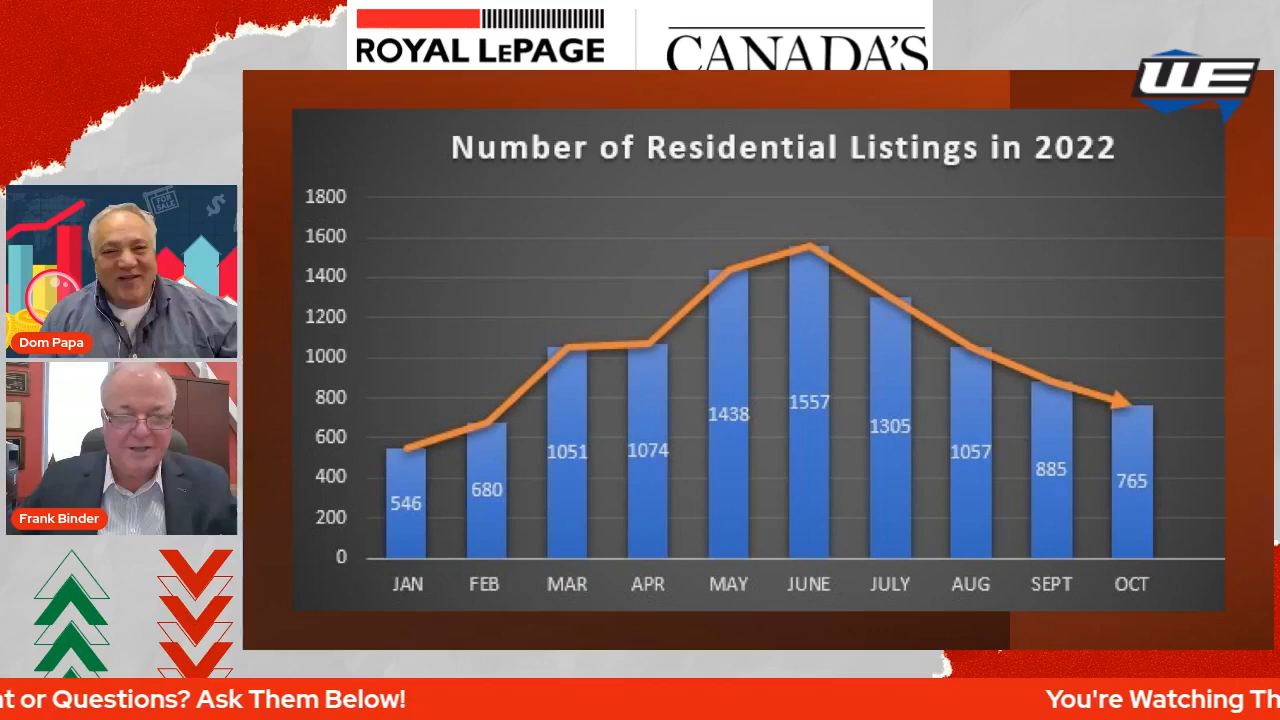 ROYAL LEPAGE
CANADA'S
WE
Number of Residential Listings in 2022
1800
1600
1400
1200
1000
800
600
400
200
0
546
680
1051
1074
1438
1557
1305
1057
885
765
JAN FEB MAR APR MAY JUNE JULY AUG SEPT OCT
FOR SALE
$
Dom Papa
Frank Binder
nt or Questions? Ask Them Below!
You're Watching Th